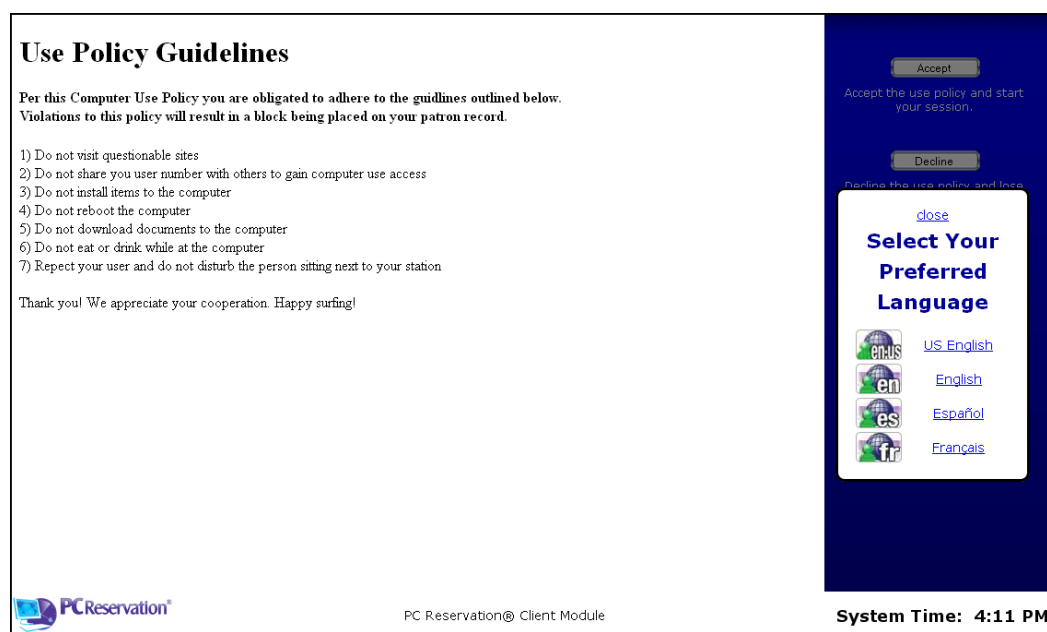 Use Policy Guidelines
Per this Computer Use Policy you are obligated to adhere to the guidlines outlined below.
Violations to this policy will result in a block being placed on your patron record.
1) Do not visit questionable sites
2) Do not share you user number with others to gain computer use access
3) Do not install items to the computer
4) Do not reboot the computer
5) Do not download documents to the computer
6) Do not eat or drink while at the computer
7) Repect your user and do not disturb the person sitting next to your station
Thank you! We appreciate your cooperation. Happy surfing!
Accept
Accept the use policy and start
your session.
Decline
Decline the use policy and lose
close
Select Your
Preferred
Language
en-us US English
en English
es Español
fr Français
PC Reservation®
PC Reservation® Client Module
System Time: 4:11 PM